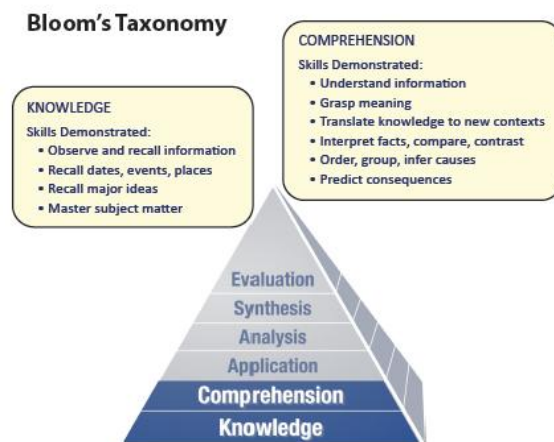 Bloom's Taxonomy
KNOWLEDGE
Skills Demonstrated:
• Observe and recall information
• Recall dates, events, places
• Recall major ideas
• Master subject matter
COMPREHENSION
Skills Demonstrated:
• Understand information
• Grasp meaning
• Translate knowledge to new contexts
• Interpret facts, compare, contrast
• Order, group, infer causes
• Predict consequences
Evaluation
Synthesis
Analysis
Application
Comprehension
Knowledge